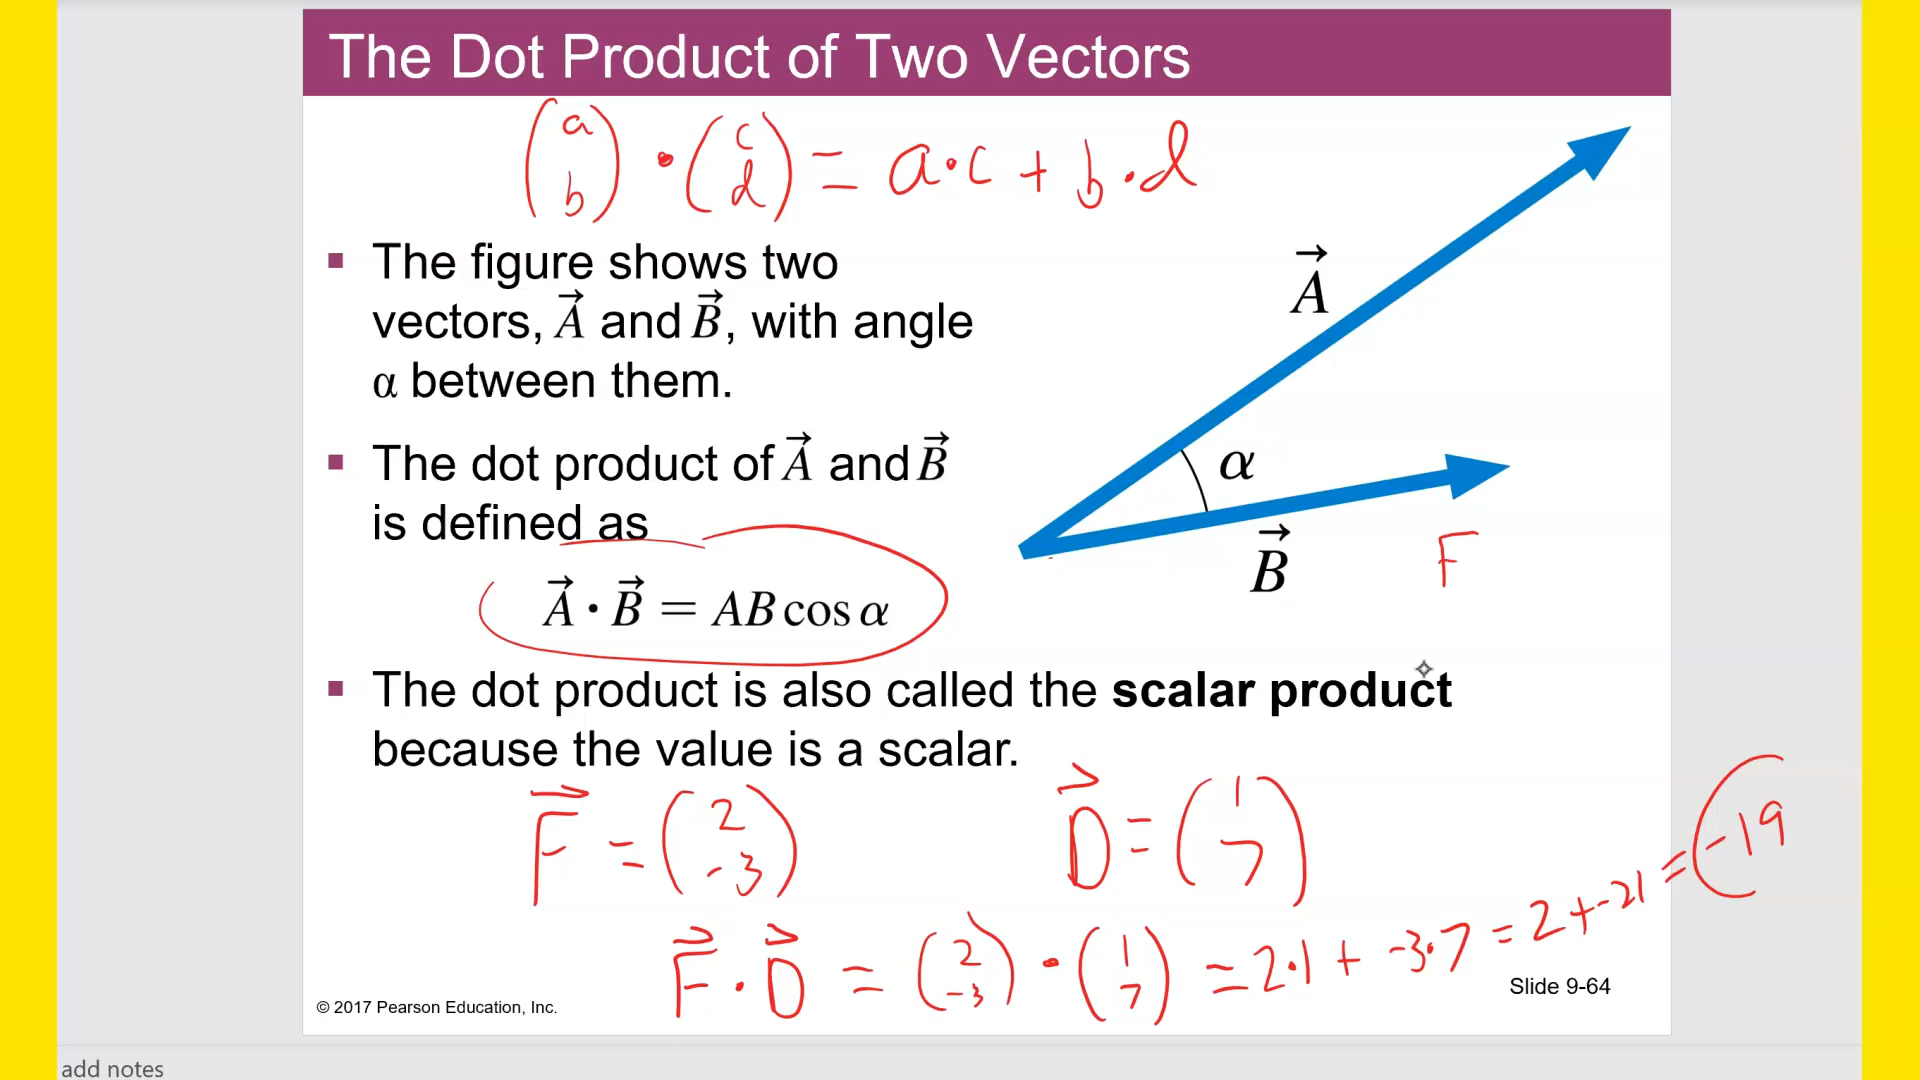 The Dot Product of Two Vectors
(a b) · (c d) = a·c + b·d
▪ The figure shows two
vectors, A⃗ and B⃗, with angle
α between them.
▪ The dot product of A⃗ and B⃗
is defined as
A⃗ · B⃗ = AB cos α
A⃗
α
B⃗
F
▪ The dot product is also called the scalar product
because the value is a scalar.
F⃗ = (2 -3)
D⃗ = (1 7)
F⃗ · D⃗ = (2 -3) · (1 7) = 2·1 + -3·7 = 2 + -21 = -19
Slide 9-64
© 2017 Pearson Education, Inc.
add notes